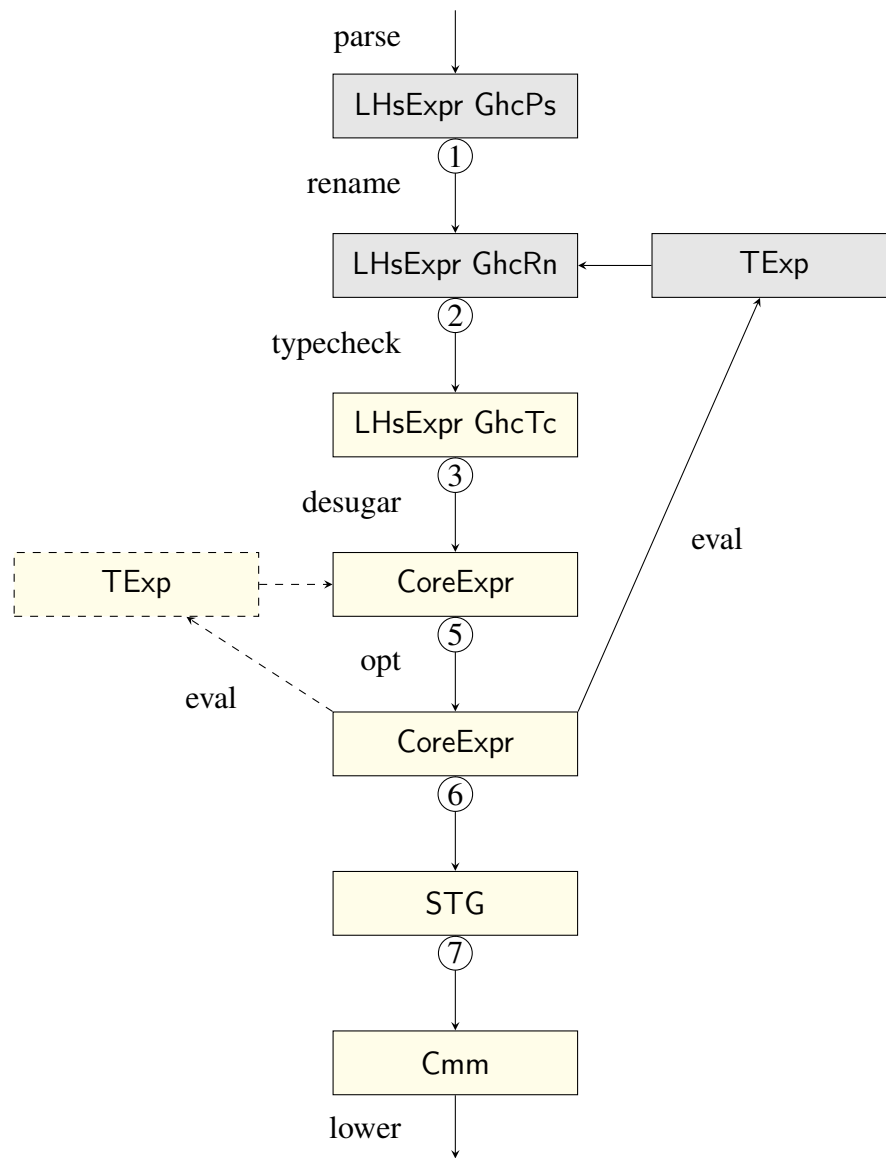 parse
LHsExpr GhcPs
1
rename
LHsExpr GhcRn
TExp
2
typecheck
LHsExpr GhcTc
3
desugar
eval
TExp
CoreExpr
5
opt
eval
CoreExpr
6
STG
7
Cmm
lower